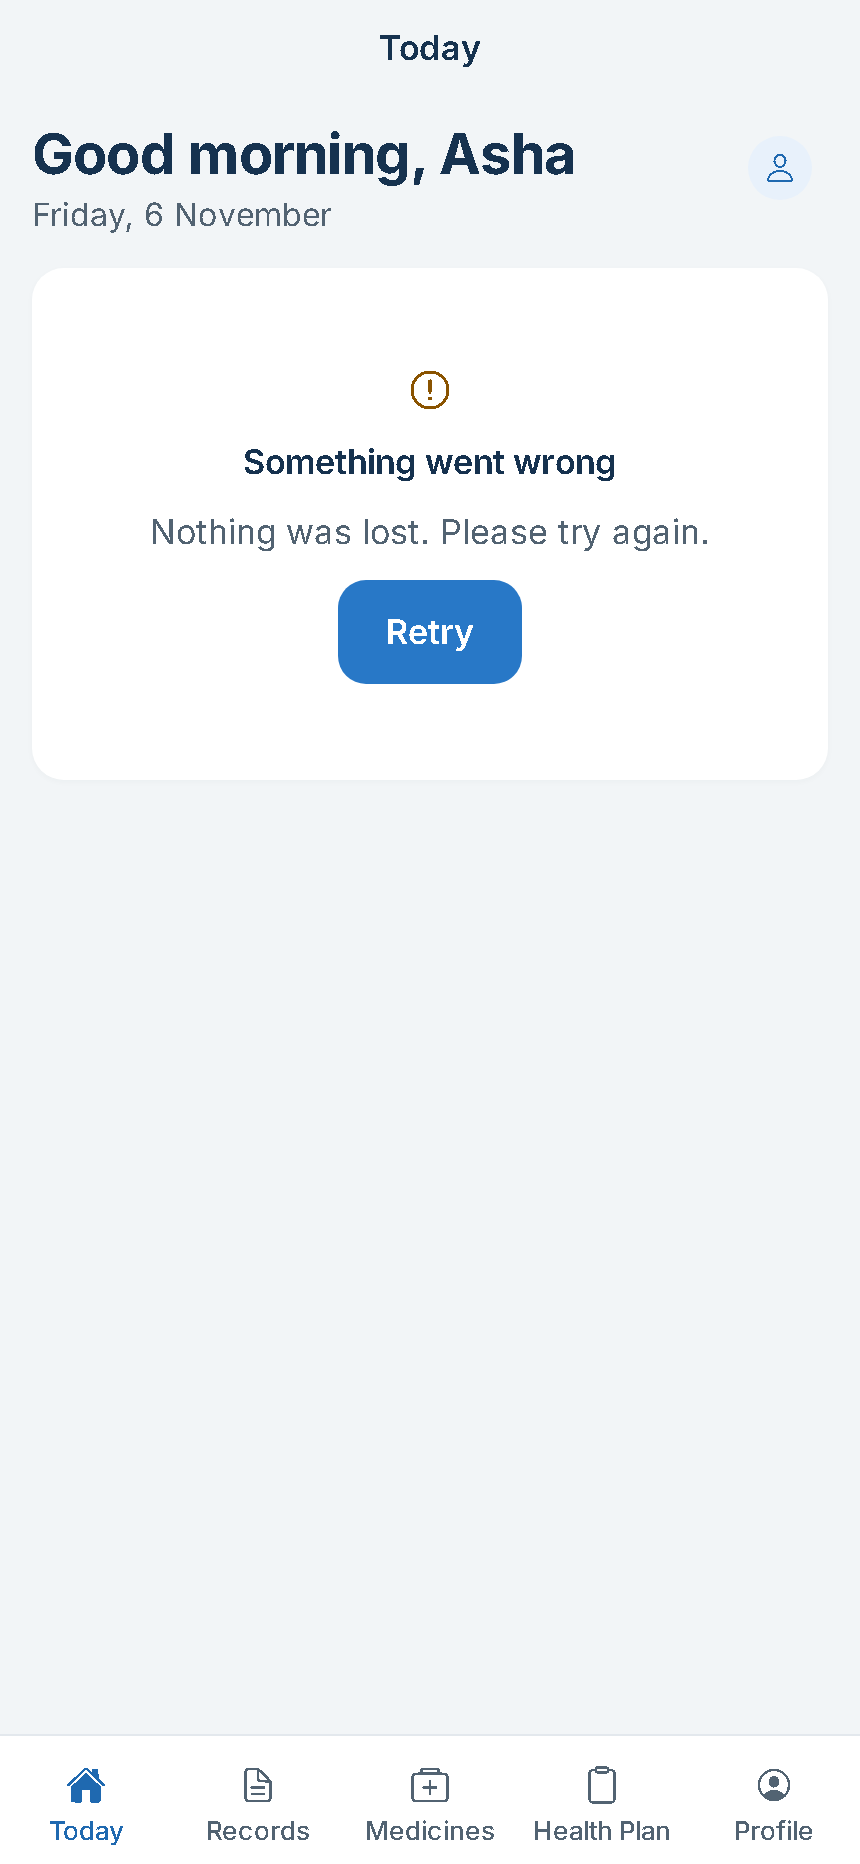 Today
Good morning, Asha
Friday, 6 November
Something went wrong
Nothing was lost. Please try again.
Retry
Today
Records
Medicines
Health Plan
Profile